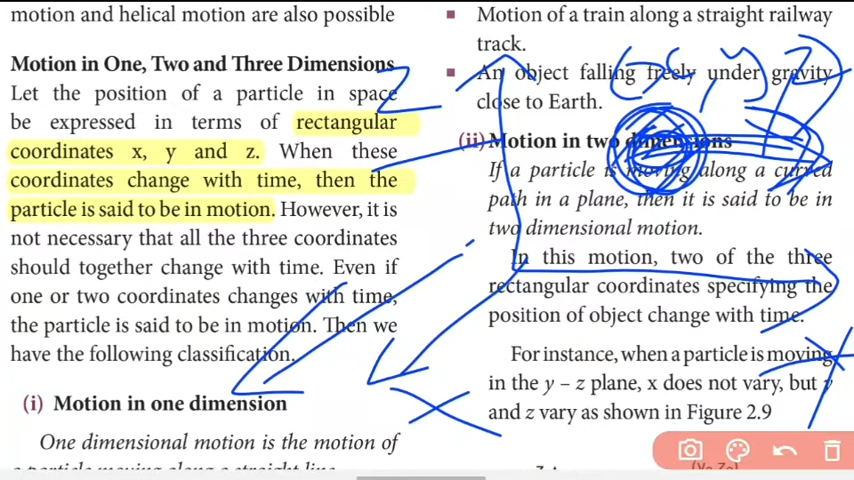 motion and helical motion are also possible
Motion in One, Two and Three Dimensions
Let the position of a particle in space
be expressed in terms of rectangular
coordinates x, y and z. When these
coordinates change with time, then the
particle is said to be in motion. However, it is
not necessary that all the three coordinates
should together change with time. Even if
one or two coordinates changes with time,
the particle is said to be in motion. Then we
have the following classification.
(i) Motion in one dimension
One dimensional motion is the motion of
a particle moving along a straight line
Motion of a train along a straight railway
track.
An object falling freely under gravity
close to Earth.
(ii) Motion in two dimensions
If a particle is moving along a curved
path in a plane, then it is said to be in
two dimensional motion.
In this motion, two of the three
rectangular coordinates specifying the
position of object change with time.
For instance, when a particle is moving
in the y – z plane, x does not vary, but y
and z vary as shown in Figure 2.9
z
(x, y, z)
x